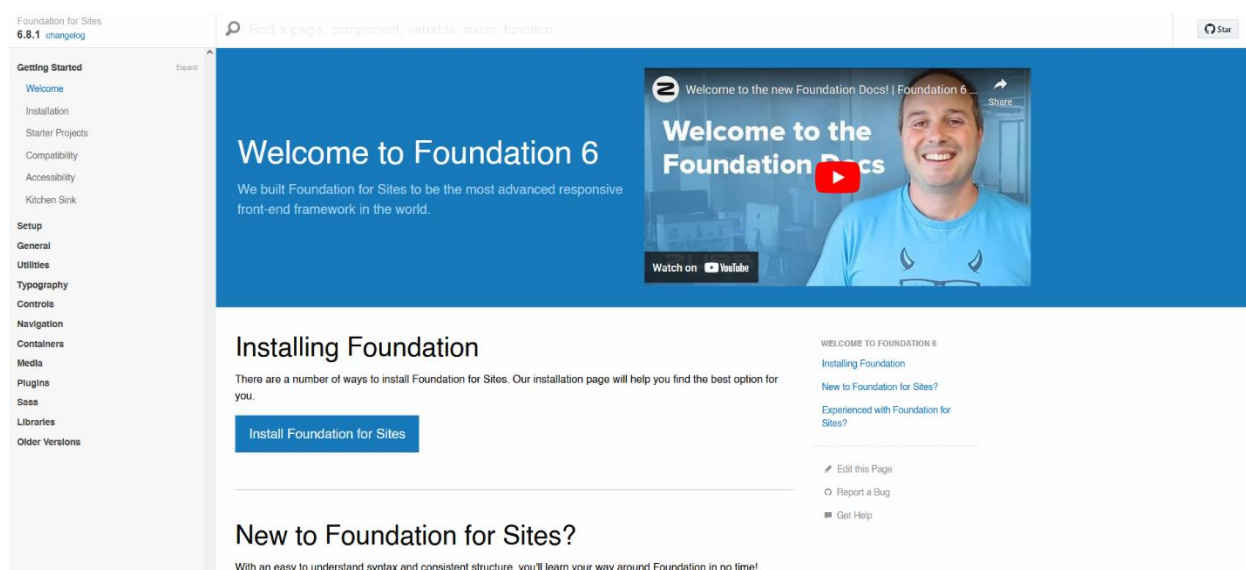 Foundation for Sites
6.8.1 changelog
Find a page, component, variable, mixin, function...
Star
Getting Started
Expand
Welcome
Installation
Starter Projects
Compatibility
Accessibility
Kitchen Sink
Setup
General
Utilities
Typography
Controls
Navigation
Containers
Media
Plugins
Sass
Libraries
Older Versions
Welcome to Foundation 6
We built Foundation for Sites to be the most advanced responsive
front-end framework in the world.
Welcome to the new Foundation Docs! | Foundation 6 ...
Share
Welcome to the
Foundation Docs
Watch on YouTube
Installing Foundation
There are a number of ways to install Foundation for Sites. Our installation page will help you find the best option for
you.
Install Foundation for Sites
New to Foundation for Sites?
With an easy to understand syntax and consistent structure, you'll learn your way around Foundation in no time!
WELCOME TO FOUNDATION 6
Installing Foundation
New to Foundation for Sites?
Experienced with Foundation for
Sites?
Edit this Page
Report a Bug
Get Help